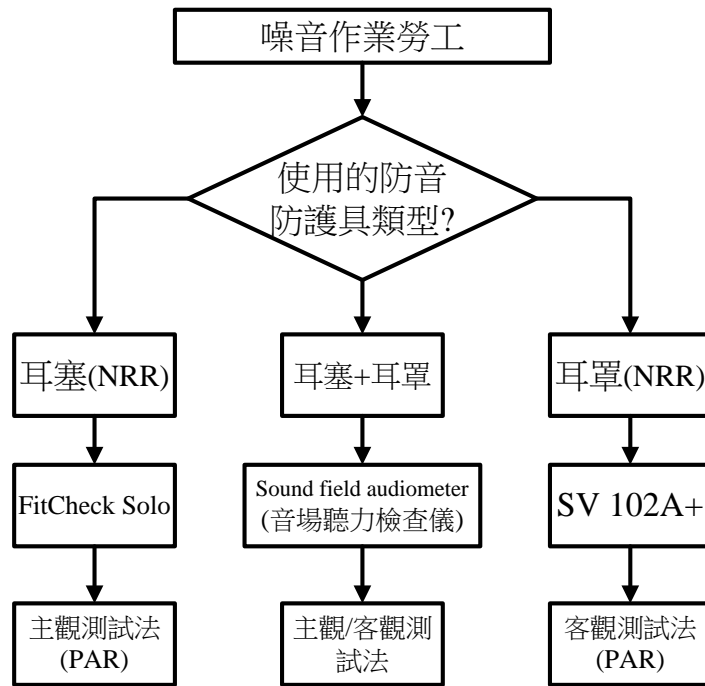 噪音作業勞工
使用的防音
防護具類型?
耳塞(NRR)
耳塞+耳罩
耳罩(NRR)
FitCheck Solo
Sound field audiometer
(音場聽力檢查儀)
SV 102A+
主觀測試法
(PAR)
主觀/客觀測
試法
客觀測試法
(PAR)